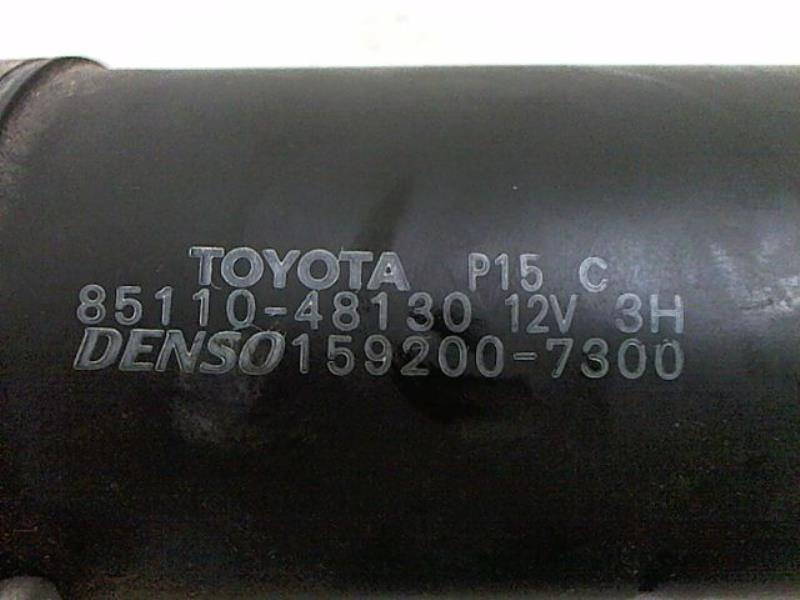 TOYOTA P15 C
85110-48130 12V 3H
DENSO 159200-7300